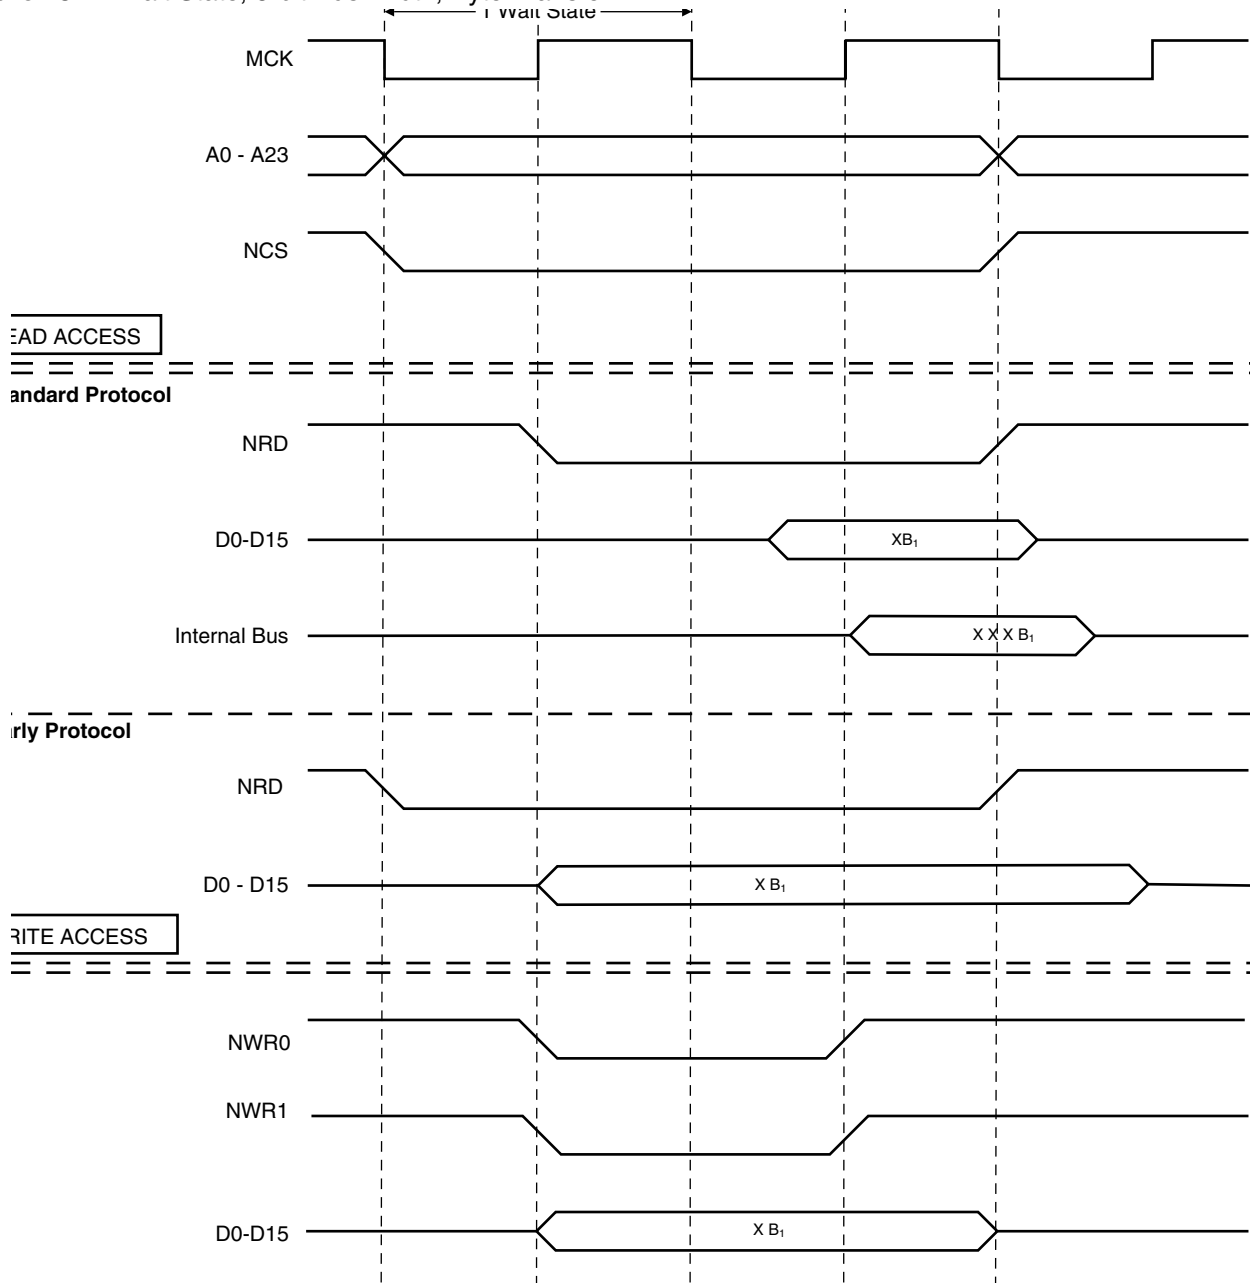 1 Wait State
MCK
A0 - A23
NCS
EAD ACCESS
andard Protocol
NRD
D0-D15
XB1
Internal Bus
X X X B1
rly Protocol
NRD
D0 - D15
X B1
RITE ACCESS
NWR0
NWR1
D0-D15
X B1